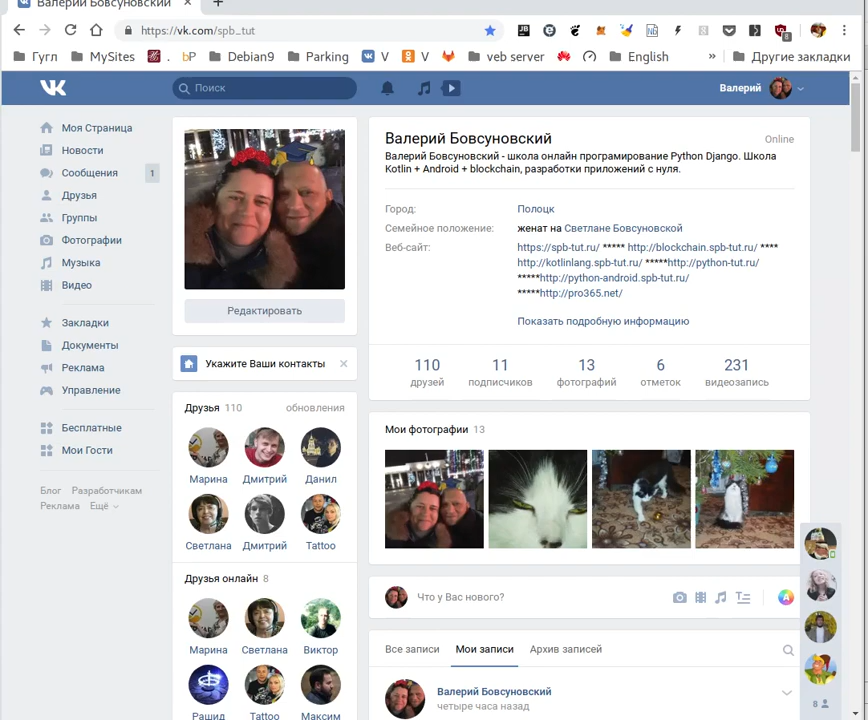 Валерий Бовсуновский
https://vk.com/spb_tut
8
Гугл MySites . bP Debian9 Parking V V veb server English » Другие закладки
Поиск
Валерий
Моя Страница
Новости
Сообщения 1
Друзья
Группы
Фотографии
Музыка
Видео
Закладки
Документы
Реклама
Управление
Бесплатные
Мои Гости
Блог Разработчикам
Реклама Ещё
Редактировать
Укажите Ваши контакты
Друзья 110 обновления
Марина Дмитрий Данил
Светлана Дмитрий Tattoo
Друзья онлайн 8
Марина Светлана Виктор
Рашид Tattoo Максим
Валерий Бовсуновский Online
Валерий Бовсуновский - школа онлайн програмирование Python Django. Школа
Kotlin + Android + blockchain, разработки приложений с нуля.
Город: Полоцк
Семейное положение: женат на Светлане Бовсуновской
Веб-сайт: https://spb-tut.ru/ ***** http://blockchain.spb-tut.ru/ ****
http://kotlinlang.spb-tut.ru/ *****http://python-tut.ru/
*****http://python-android.spb-tut.ru/
*****http://pro365.net/
Показать подробную информацию
110 11 13 6 231
друзей подписчиков фотографий отметок видеозапись
Мои фотографии 13
Что у Вас нового?
Все записи Мои записи Архив записей
Валерий Бовсуновский
четыре часа назад
8